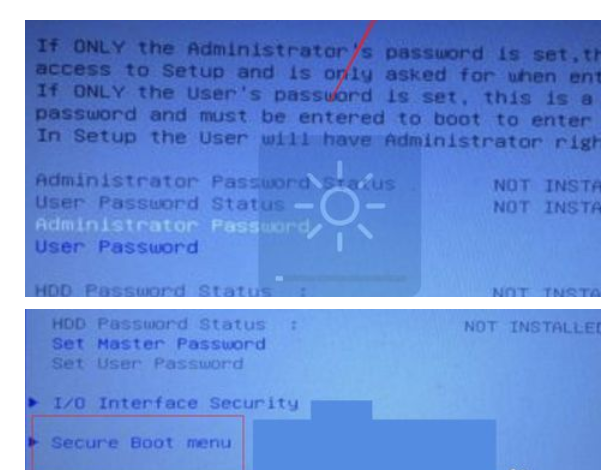 If ONLY the Administrator's password is set, th
access to Setup and is only asked for when ent
If ONLY the User's password is set, this is a
password and must be entered to boot to enter
In Setup the User will have Administrator righ
Administrator Password Status NOT INSTA
User Password Status NOT INSTA
Administrator Password
User Password
HDD Password Status : NOT INSTA
HDD Password Status : NOT INSTALLED
Set Master Password
Set User Password
I/O Interface Security
Secure Boot menu